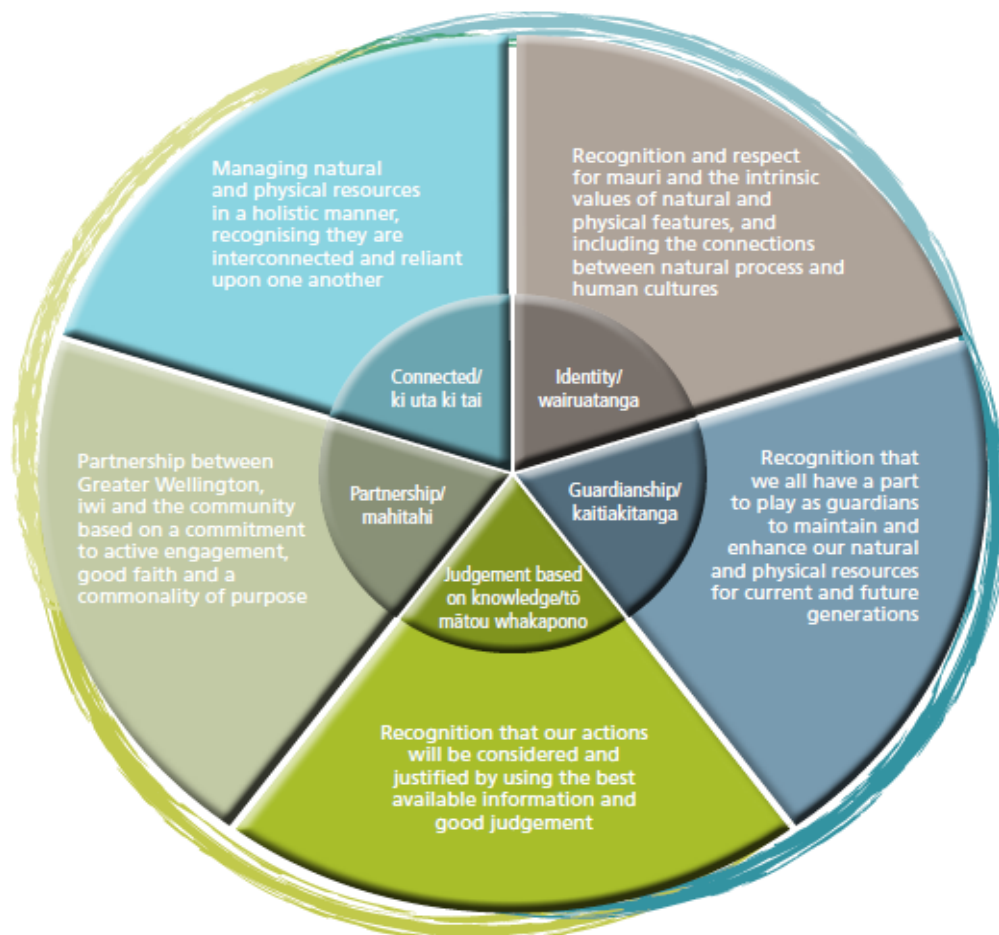 Managing natural
and physical resources
in a holistic manner,
recognising they are
interconnected and reliant
upon one another
Recognition and respect
for mauri and the intrinsic
values of natural and
physical features, and
including the connections
between natural process and
human cultures
Connected/
ki uta ki tai
Identity/
wairuatanga
Partnership between
Greater Wellington,
iwi and the community
based on a commitment
to active engagement,
good faith and a
commonality of purpose
Partnership/
mahitahi
Guardianship/
kaitiakitanga
Recognition that
we all have a part
to play as guardians
to maintain and
enhance our natural
and physical resources
for current and future
generations
Judgement based
on knowledge/tō
mātou whakapono
Recognition that our actions
will be considered and
justified by using the best
available information and
good judgement